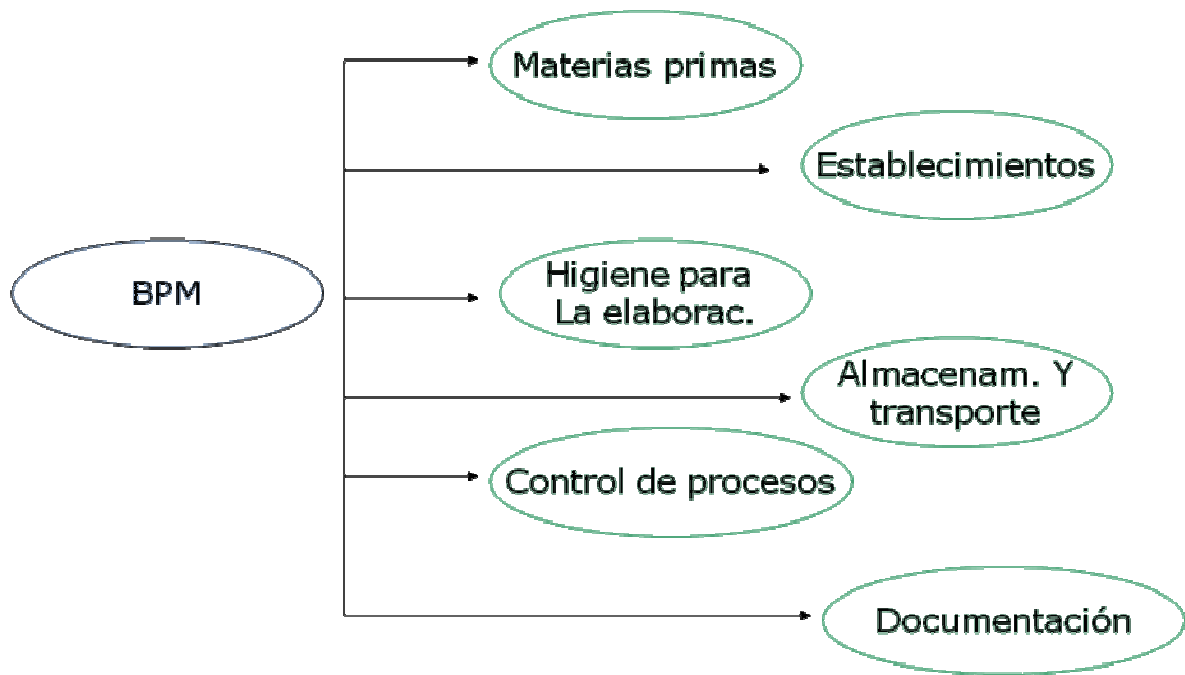 Materias primas
Establecimientos
BPM
Higiene para
La elaborac.
Almacenam. Y
transporte
Control de procesos
Documentación